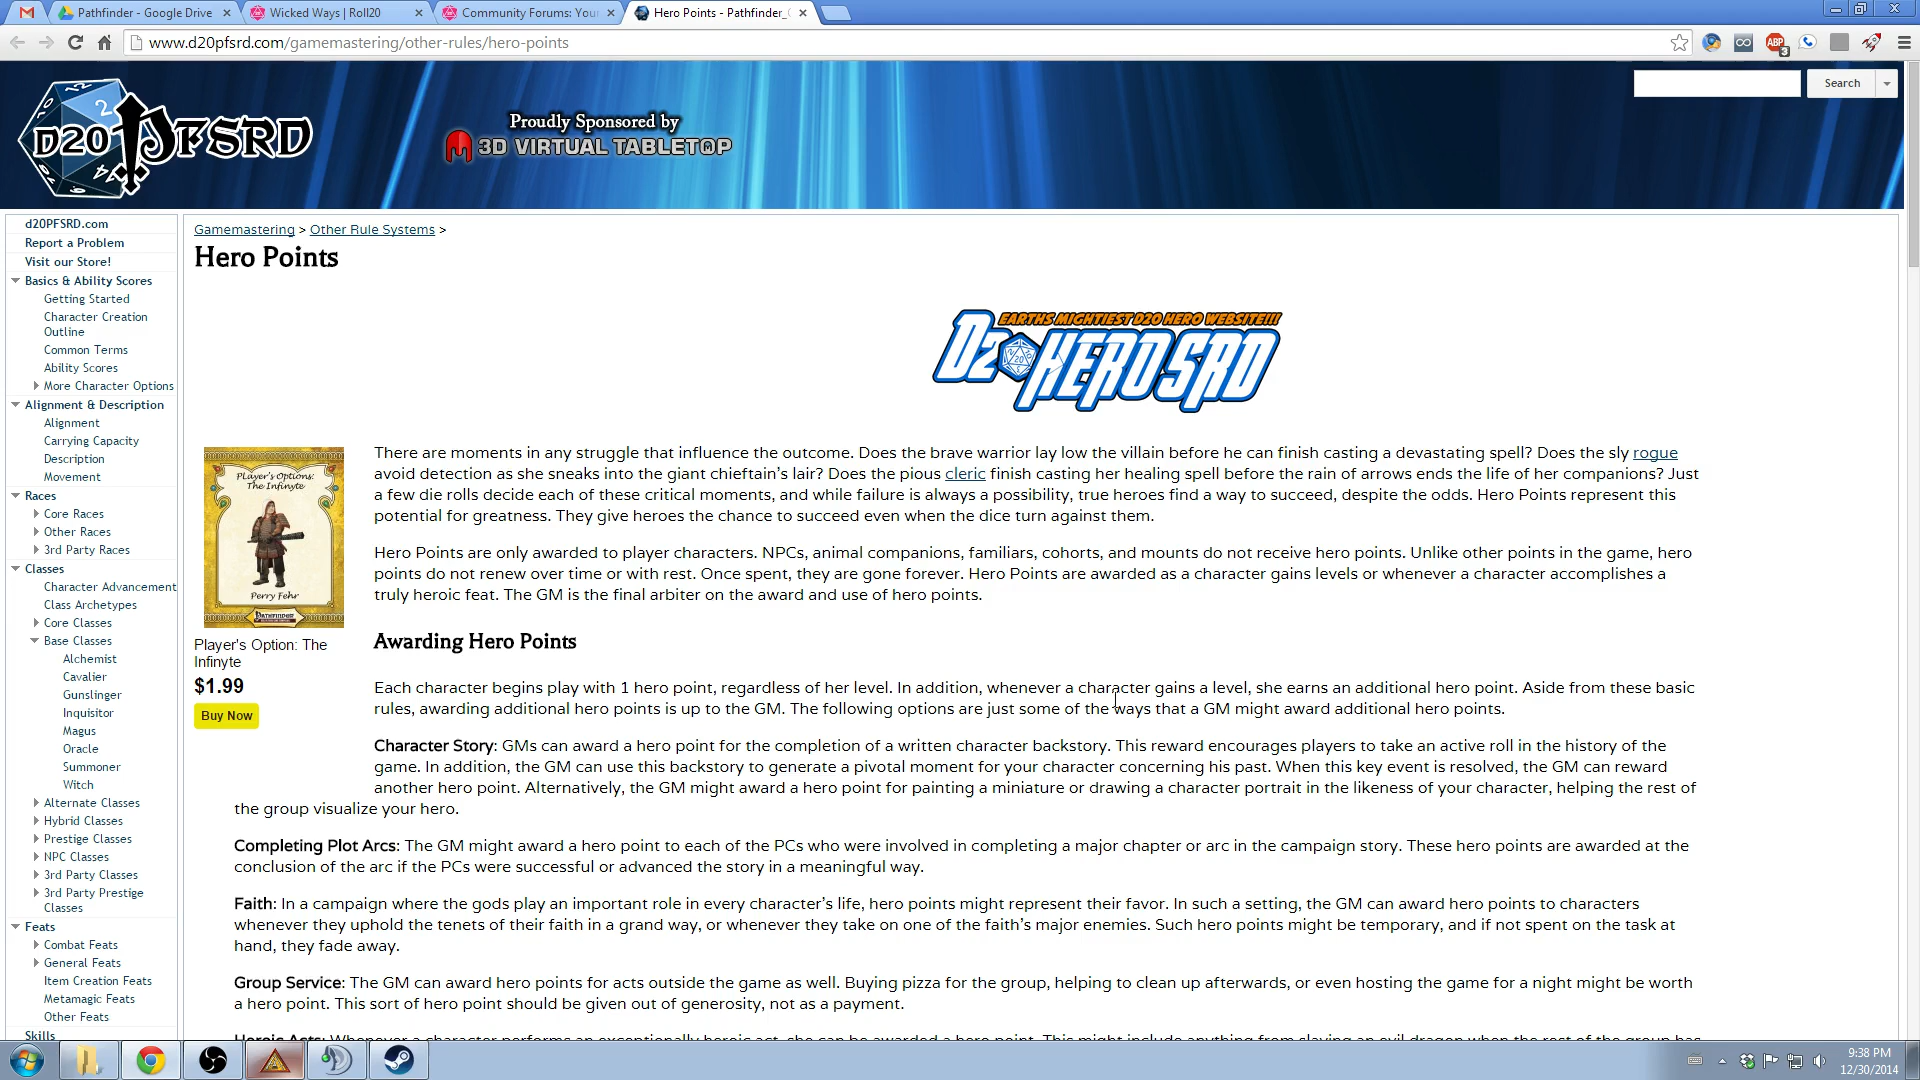 Pathfinder - Google Drive
Wicked Ways | Roll20
Community Forums: You
Hero Points - Pathfinder_
www.d20pfsrd.com/gamemastering/other-rules/hero-points
ABP
3
D20PFSRD
Proudly Sponsored by
3D VIRTUAL TABLETOP
Search
d20PFSRD.com
Report a Problem
Visit our Store!
Basics & Ability Scores
Getting Started
Character Creation
Outline
Common Terms
Ability Scores
More Character Options
Alignment & Description
Alignment
Carrying Capacity
Description
Movement
Races
Core Races
Other Races
3rd Party Races
Classes
Character Advancement
Class Archetypes
Core Classes
Base Classes
Alchemist
Cavalier
Gunslinger
Inquisitor
Magus
Oracle
Summoner
Witch
Alternate Classes
Hybrid Classes
Prestige Classes
NPC Classes
3rd Party Classes
3rd Party Prestige
Classes
Feats
Combat Feats
General Feats
Item Creation Feats
Metamagic Feats
Other Feats
Skills
Gamemastering > Other Rule Systems >
Hero Points
EARTHS MIGHTIEST D20 HERO WEBSITE!!!
D20 HERO SRD
Player's Options:
The Infinyte
Perry Fehr
PATHFINDER
Player's Option: The
Infinyte
$1.99
Buy Now
There are moments in any struggle that influence the outcome. Does the brave warrior lay low the villain before he can finish casting a devastating spell? Does the sly rogue
avoid detection as she sneaks into the giant chieftain's lair? Does the pious cleric finish casting her healing spell before the rain of arrows ends the life of her companions? Just
a few die rolls decide each of these critical moments, and while failure is always a possibility, true heroes find a way to succeed, despite the odds. Hero Points represent this
potential for greatness. They give heroes the chance to succeed even when the dice turn against them.
Hero Points are only awarded to player characters. NPCs, animal companions, familiars, cohorts, and mounts do not receive hero points. Unlike other points in the game, hero
points do not renew over time or with rest. Once spent, they are gone forever. Hero Points are awarded as a character gains levels or whenever a character accomplishes a
truly heroic feat. The GM is the final arbiter on the award and use of hero points.
Awarding Hero Points
Each character begins play with 1 hero point, regardless of her level. In addition, whenever a character gains a level, she earns an additional hero point. Aside from these basic
rules, awarding additional hero points is up to the GM. The following options are just some of the ways that a GM might award additional hero points.
Character Story: GMs can award a hero point for the completion of a written character backstory. This reward encourages players to take an active roll in the history of the
game. In addition, the GM can use this backstory to generate a pivotal moment for your character concerning his past. When this key event is resolved, the GM can reward
another hero point. Alternatively, the GM might award a hero point for painting a miniature or drawing a character portrait in the likeness of your character, helping the rest of
the group visualize your hero.
Completing Plot Arcs: The GM might award a hero point to each of the PCs who were involved in completing a major chapter or arc in the campaign story. These hero points are awarded at the
conclusion of the arc if the PCs were successful or advanced the story in a meaningful way.
Faith: In a campaign where the gods play an important role in every character's life, hero points might represent their favor. In such a setting, the GM can award hero points to characters
whenever they uphold the tenets of their faith in a grand way, or whenever they take on one of the faith's major enemies. Such hero points might be temporary, and if not spent on the task at
hand, they fade away.
Group Service: The GM can award hero points for acts outside the game as well. Buying pizza for the group, helping to clean up afterwards, or even hosting the game for a night might be worth
a hero point. This sort of hero point should be given out of generosity, not as a payment.
Heroic Acts: Whenever a character performs an exceptionally heroic act, she can be awarded a hero point. This might include anything from slaying an evil dragon when the rest of the group has
9:38 PM
12/30/2014